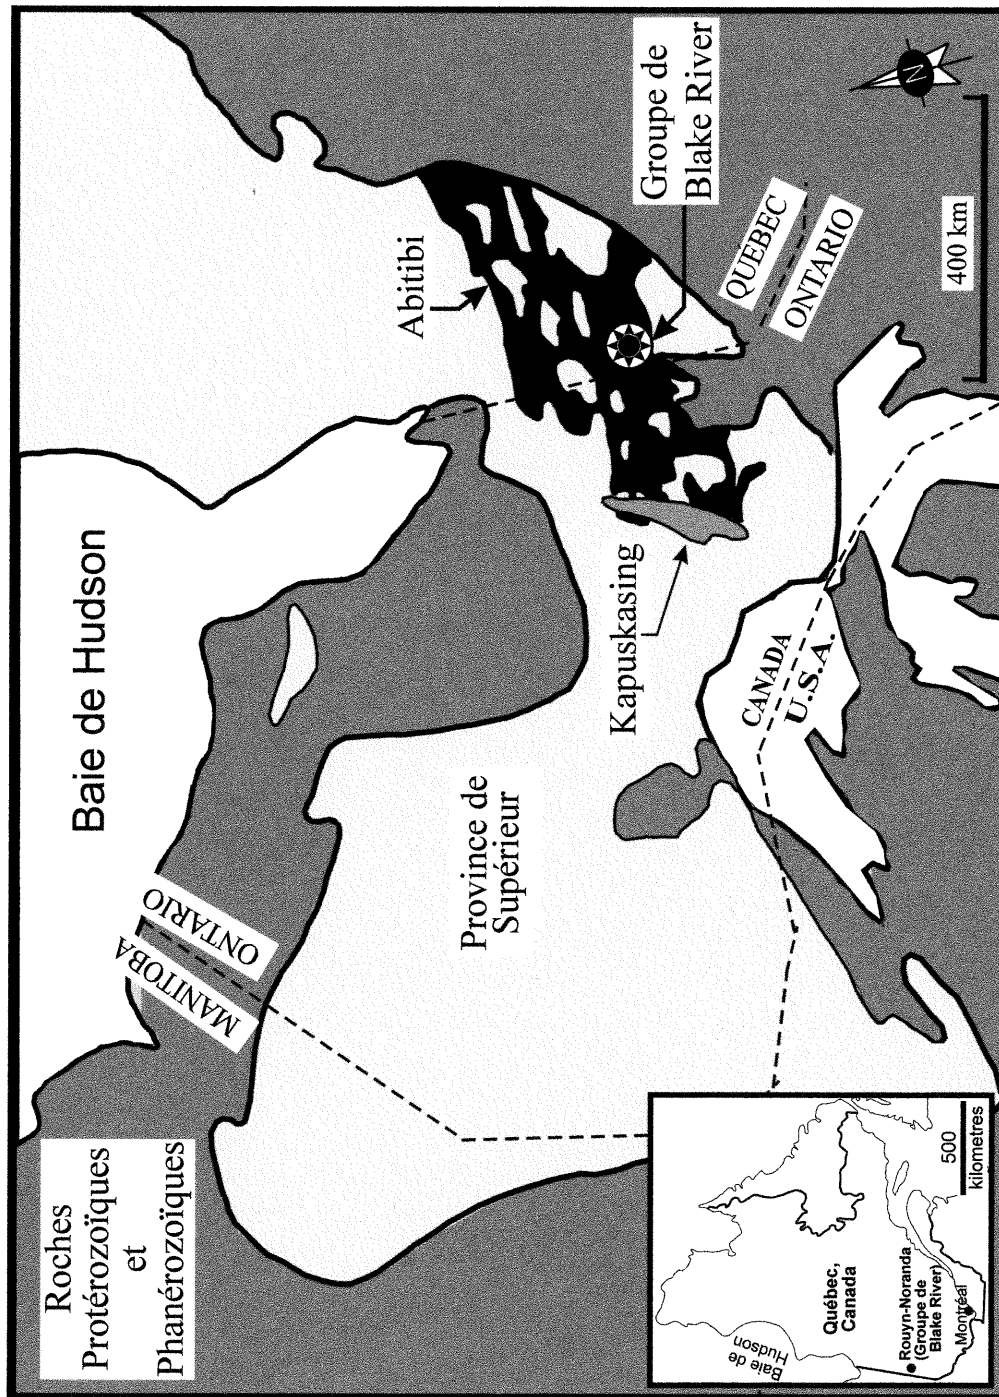 Roches
Protérozoïques
et
Phanérozoïques
Baie de Hudson
MANITOBA
ONTARIO
Province de
Supérieur
Abitibi
Kapuskasing
Groupe de
Blake River
QUÉBEC
ONTARIO
CANADA
U.S.A.
N
400 km
Baie de
Hudson
Québec,
Canada
Rouyn-Noranda
(Groupe de
Blake River)
Montréal
500
kilometres